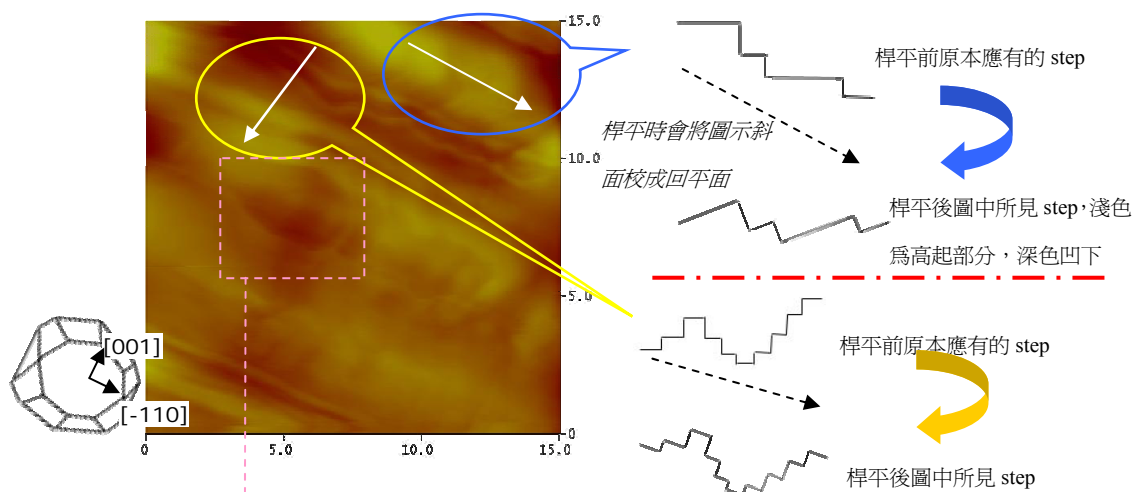 15.0
桿平前原本應有的 step
桿平時會將圖示斜
面校成回平面
10.0
桿平後圖中所見 step，淺色
為高起部分，深色凹下
5.0
桿平前原本應有的 step
[001]
[-110]
0
0
5.0
10.0
15.0
桿平後圖中所見 step